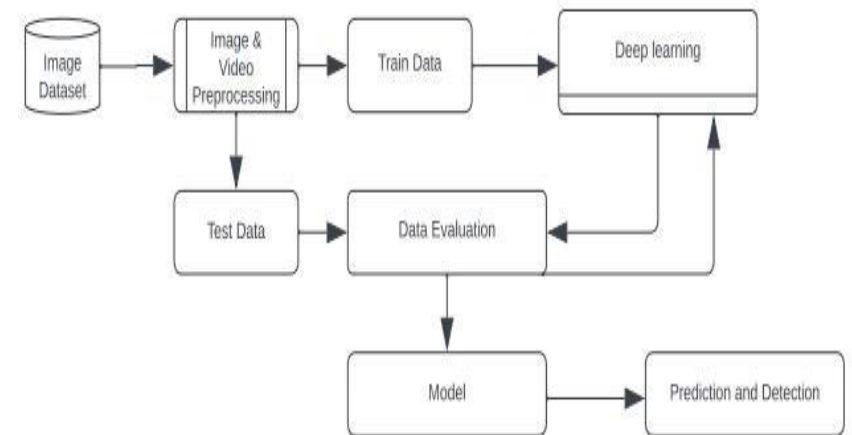 Image
Dataset
Image &
Video
Preprocessing
Train Data
Deep learning
Test Data
Data Evaluation
Model
Prediction and Detection